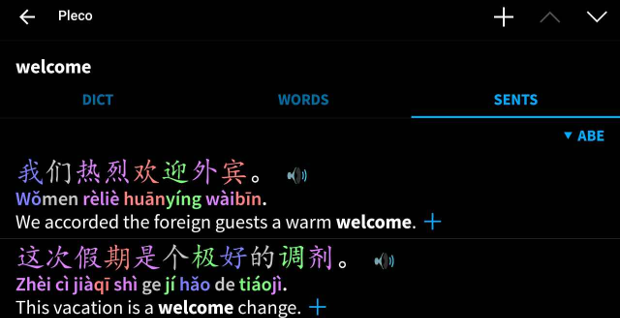 Pleco
welcome
DICT WORDS SENTS
ABE
我们热烈欢迎外宾。
Wǒmen rèliè huānyíng wàibīn.
We accorded the foreign guests a warm welcome.
这次假期是个极好的调剂。
Zhèi cì jiàqī shì ge jí hǎo de tiáojì.
This vacation is a welcome change.